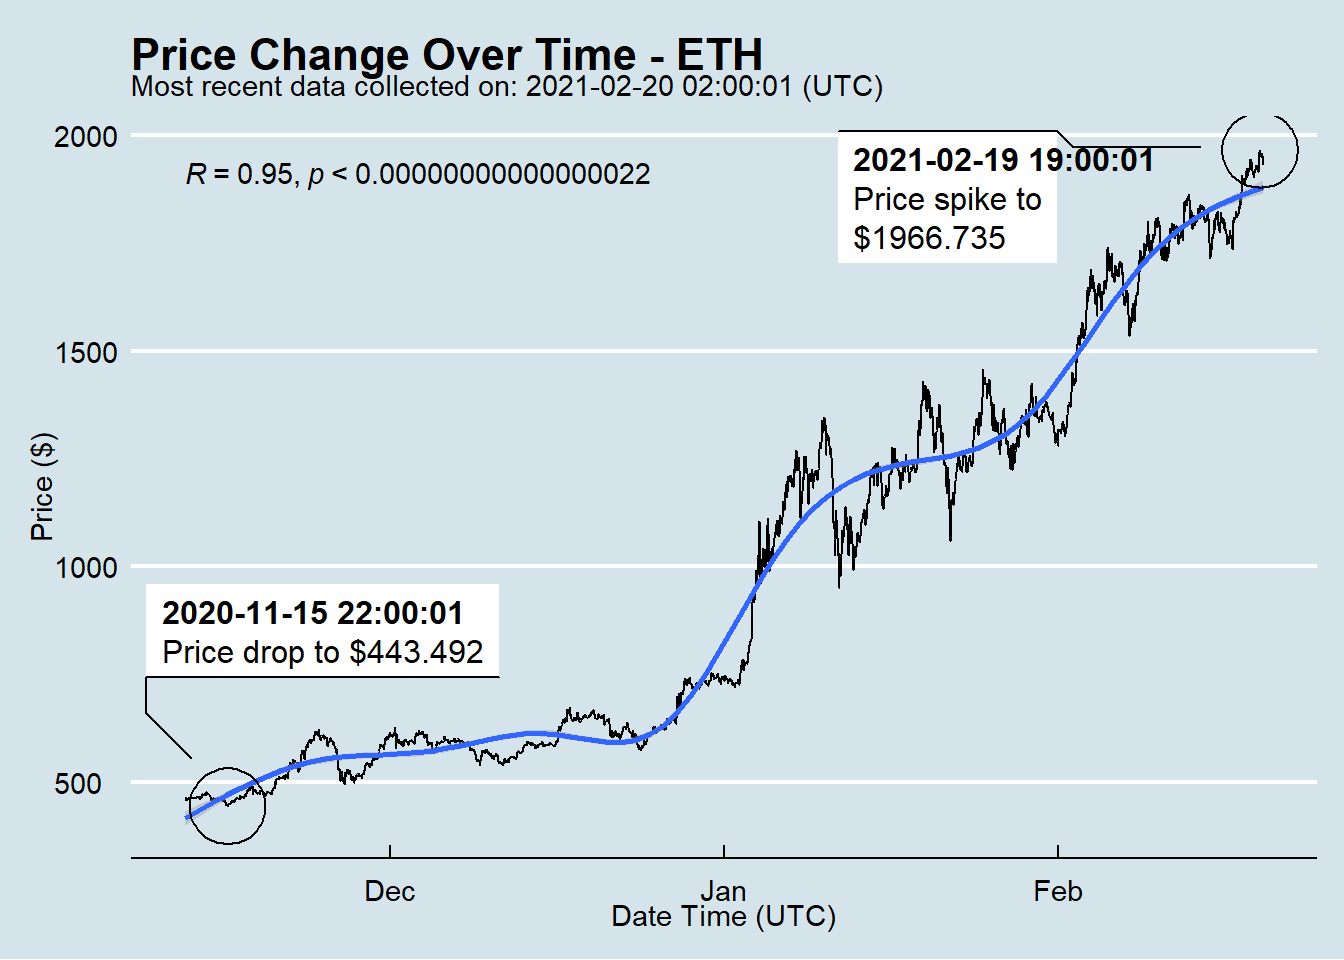 Price Change Over Time - ETH
Most recent data collected on: 2021-02-20 02:00:01 (UTC)
2000
R = 0.95, p < 0.00000000000000022
2021-02-19 19:00:01
Price spike to
$1966.735
1500
Price ($)
1000
2020-11-15 22:00:01
Price drop to $443.492
500
Dec
Jan
Feb
Date Time (UTC)